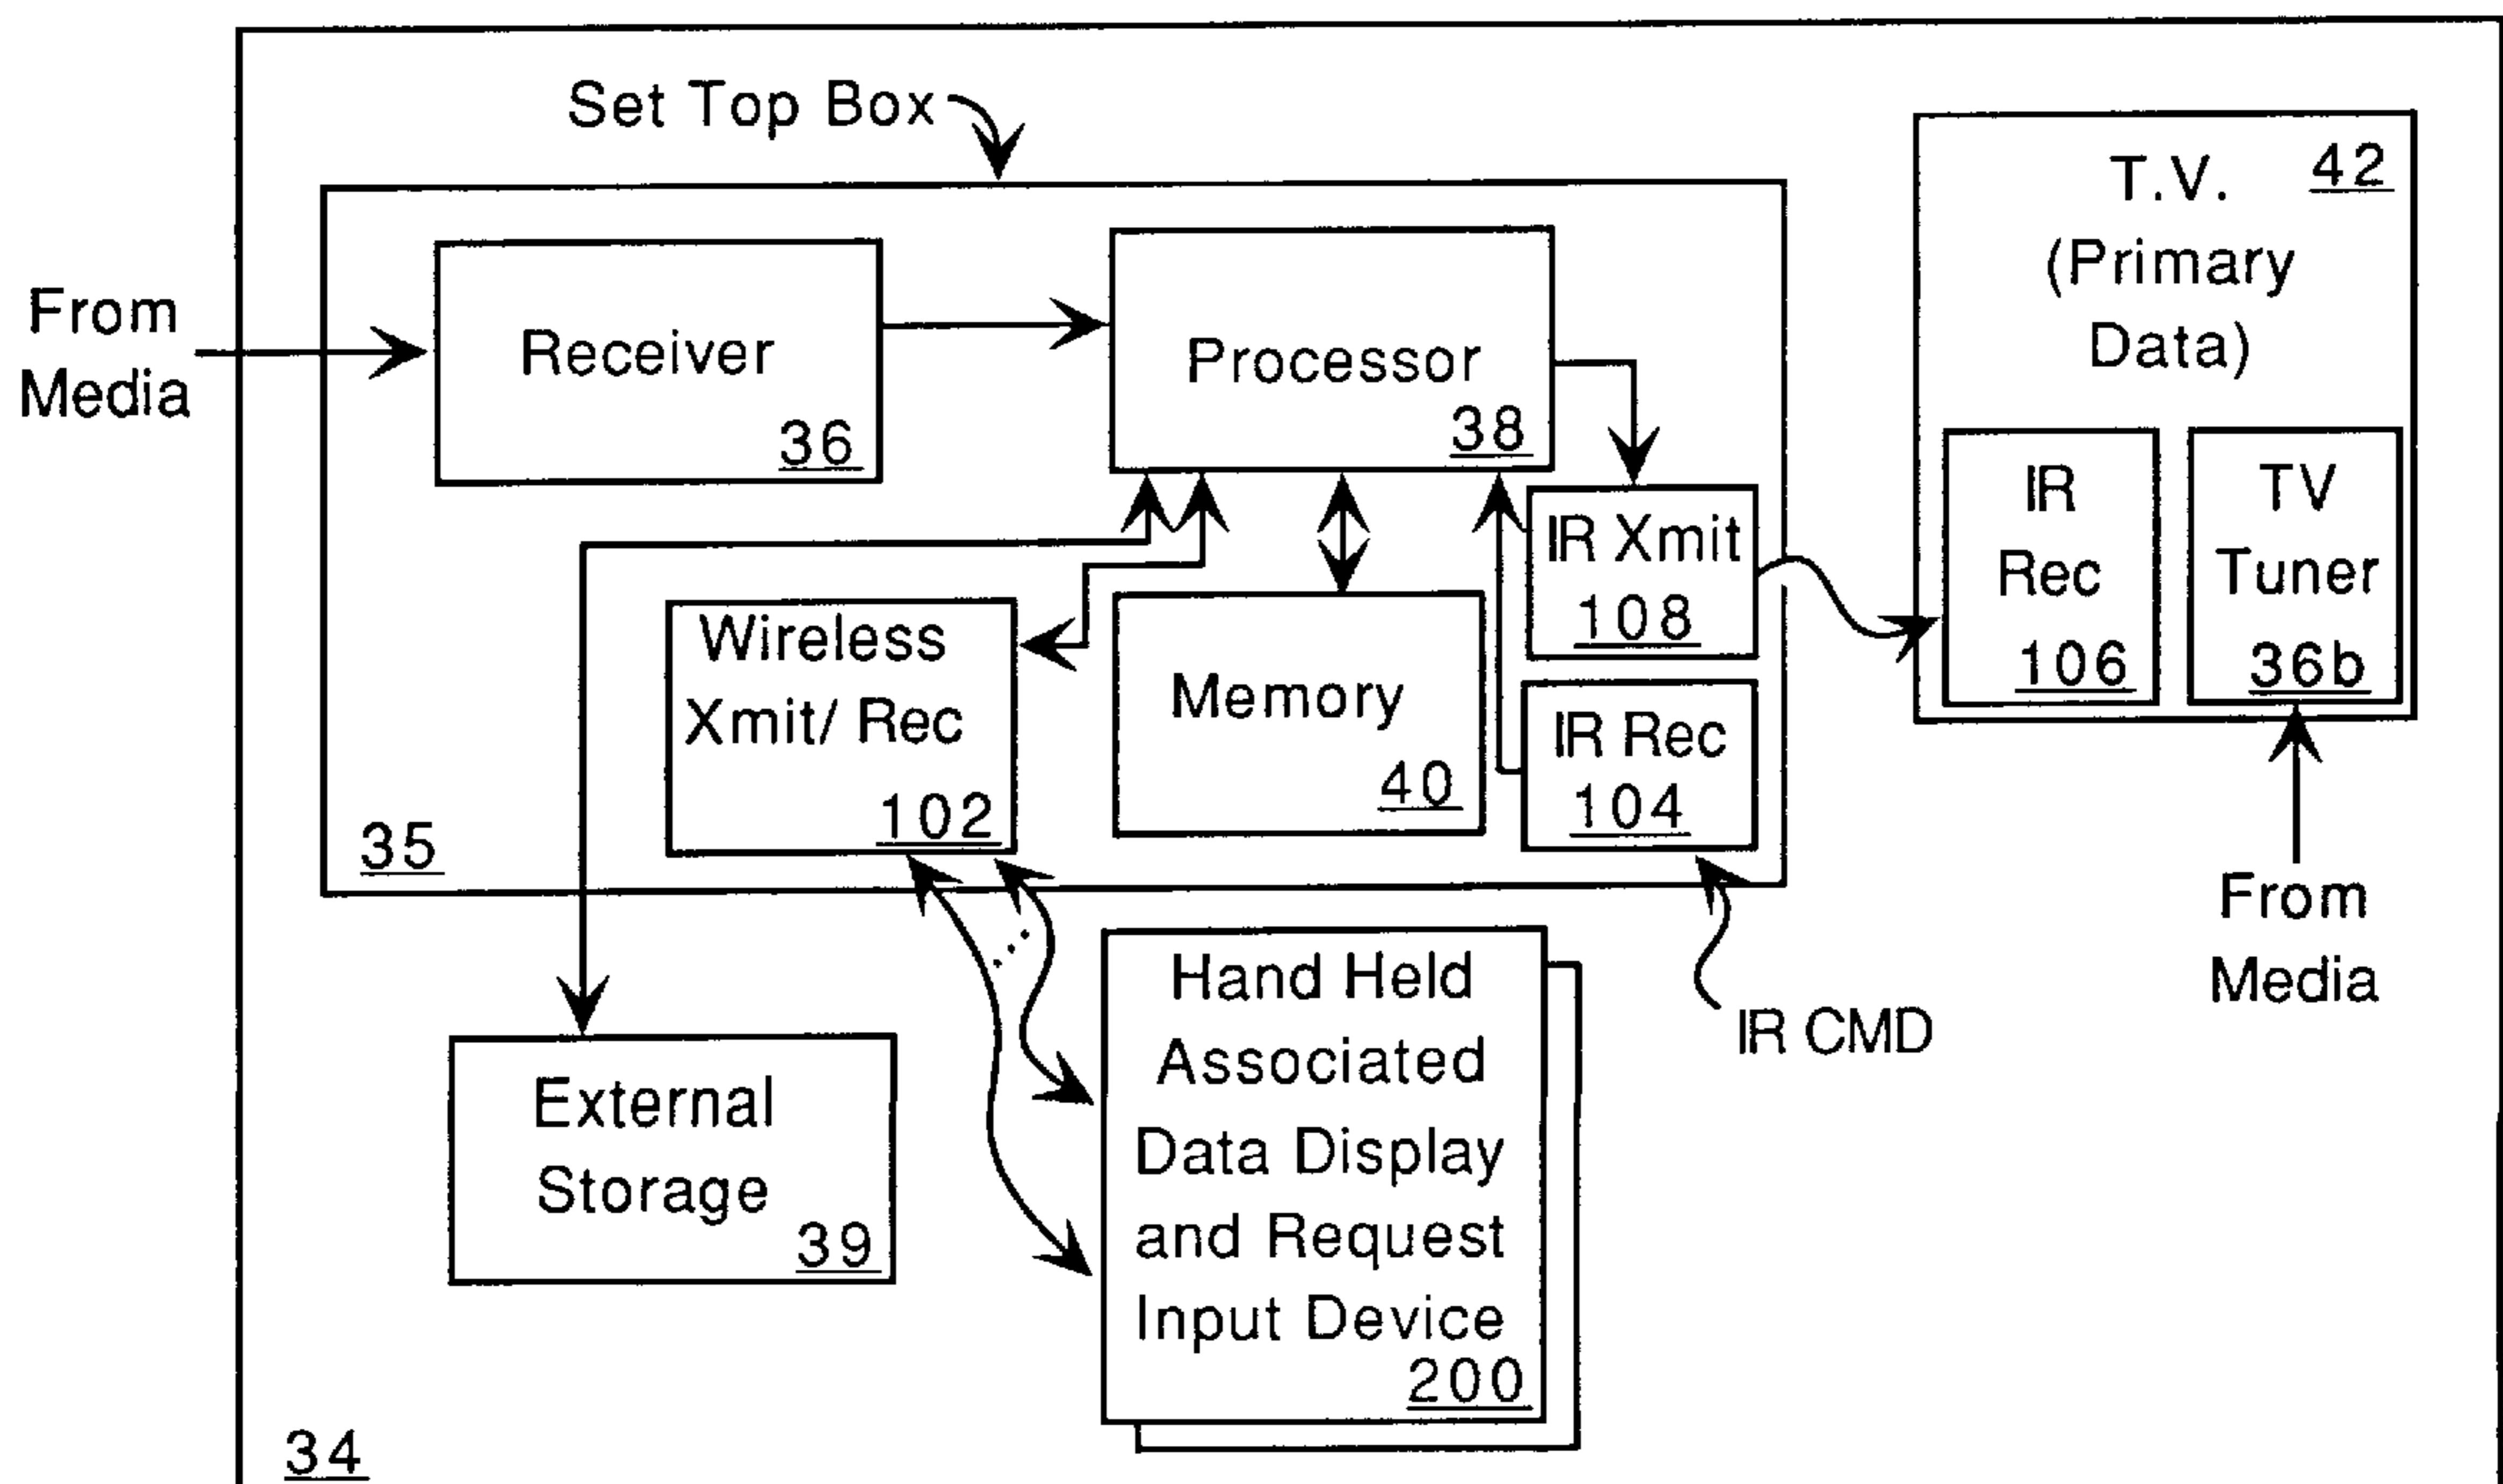 Set Top Box
From
Media
Receiver
36
Processor
38
T.V. 42
(Primary
Data)
IR
Rec
106
TV
Tuner
36b
IR Xmit
108
Wireless
Xmit/ Rec
102
Memory
40
IR Rec
104
35
From
Media
IR CMD
External
Storage
39
Hand Held
Associated
Data Display
and Request
Input Device
200
34